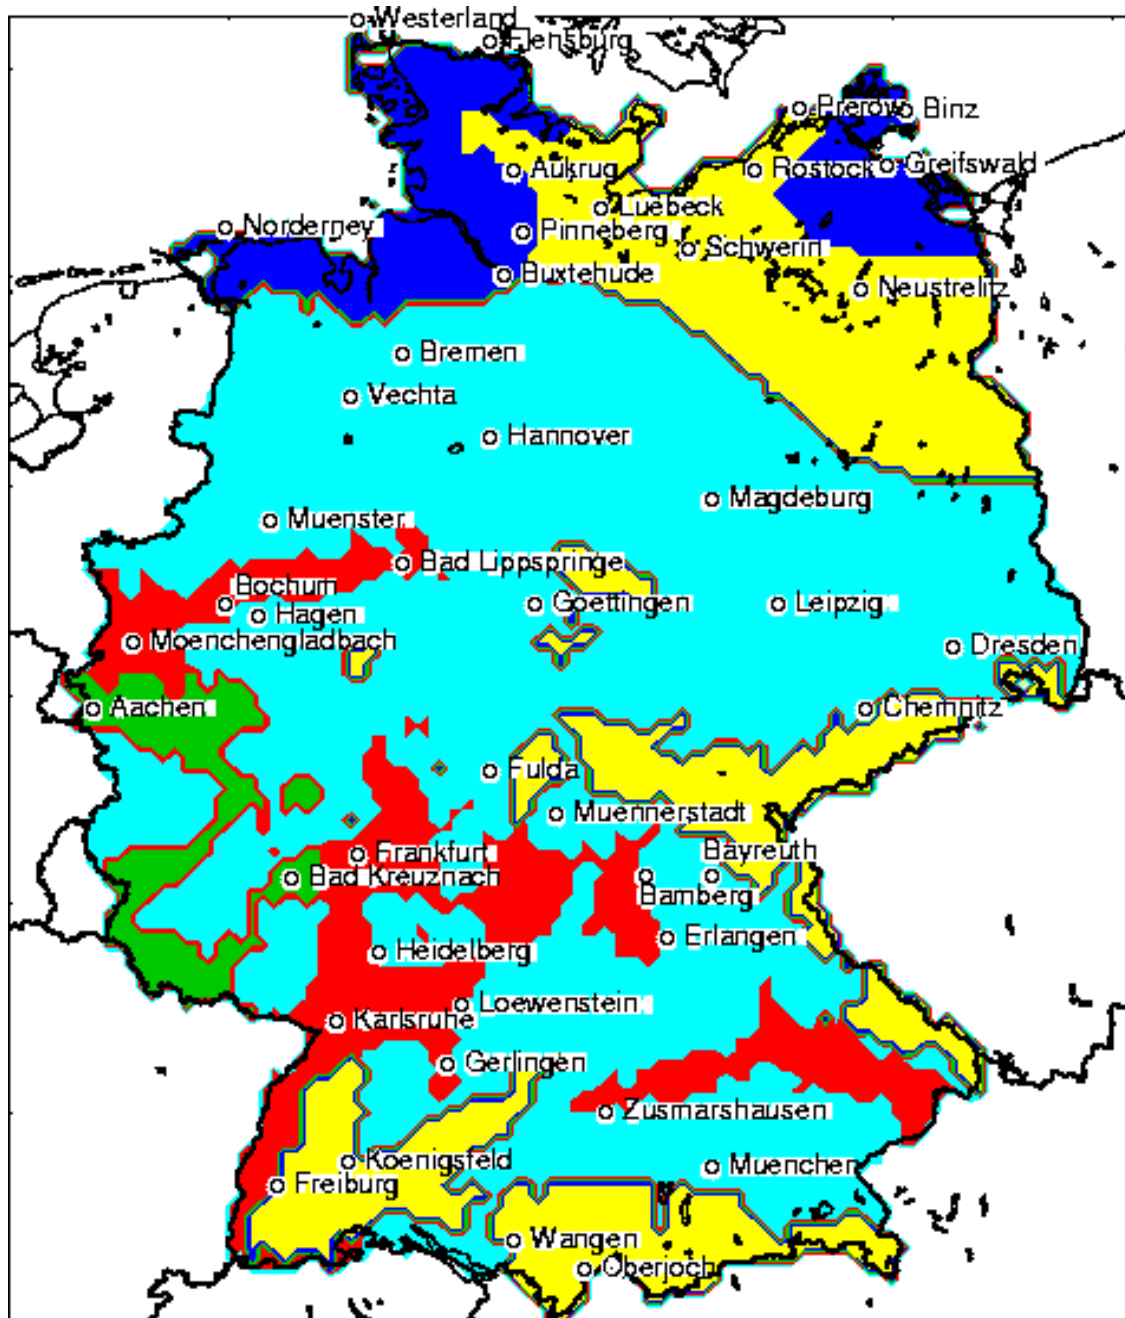 Westerland
Flensburg
Prerow
Binz
Aukrug
Rostock
Greifswald
Luebeck
Norderney
Pinneberg
Schwerin
Buxtehude
Neustrelitz
Bremen
Vechta
Hannover
Magdeburg
Muenster
Bad Lippspringe
Bochum
Goettingen
Leipzig
Hagen
Moenchengladbach
Dresden
Aachen
Chemnitz
Fulda
Muennerstadt
Frankfurt
Bayreuth
Bad Kreuznach
Bamberg
Erlangen
Heidelberg
Loewenstein
Karlsruhe
Gerlingen
Zusmarshausen
Koenigsfeld
Muenchen
Freiburg
Wangen
Oberjoch